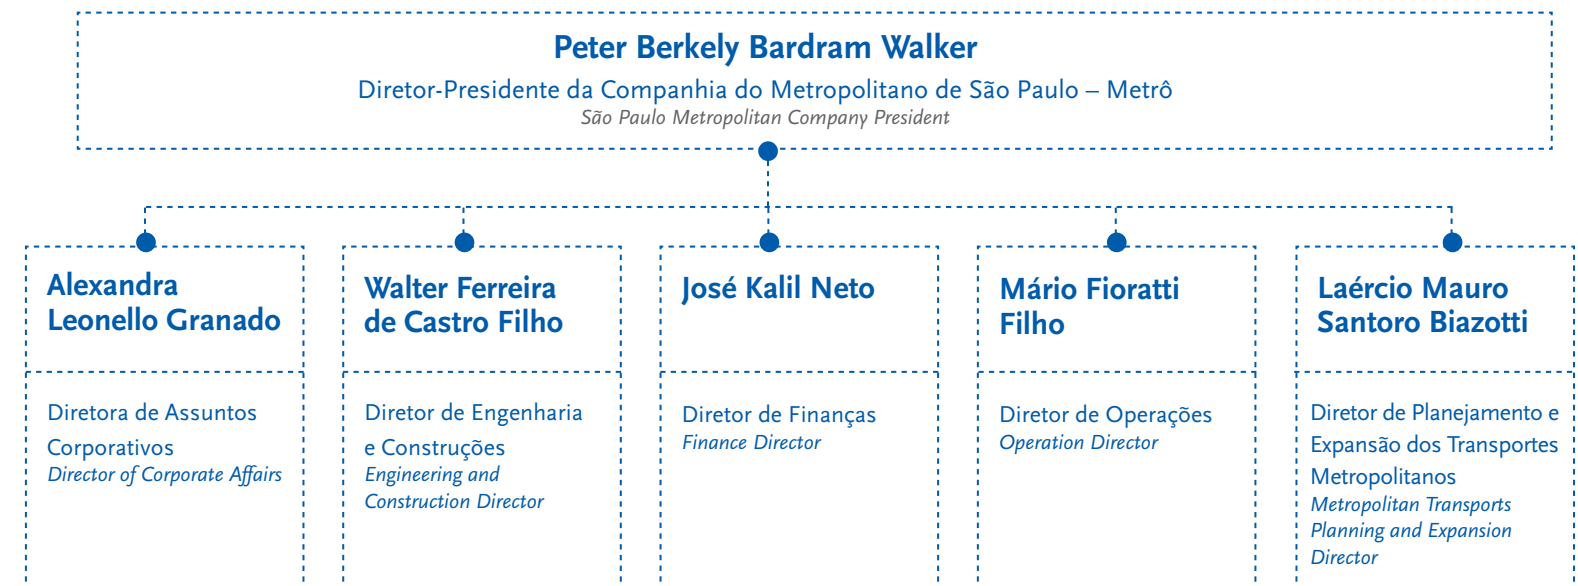 Peter Berkely Bardram Walker
Diretor-Presidente da Companhia do Metropolitano de São Paulo – Metrô
São Paulo Metropolitan Company President
Alexandra
Leonello Granado
Diretora de Assuntos
Corporativos
Director of Corporate Affairs
Walter Ferreira
de Castro Filho
Diretor de Engenharia
e Construções
Engineering and
Construction Director
José Kalil Neto
Diretor de Finanças
Finance Director
Mário Fioratti
Filho
Diretor de Operações
Operation Director
Laércio Mauro
Santoro Biazotti
Diretor de Planejamento e
Expansão dos Transportes
Metropolitanos
Metropolitan Transports
Planning and Expansion
Director